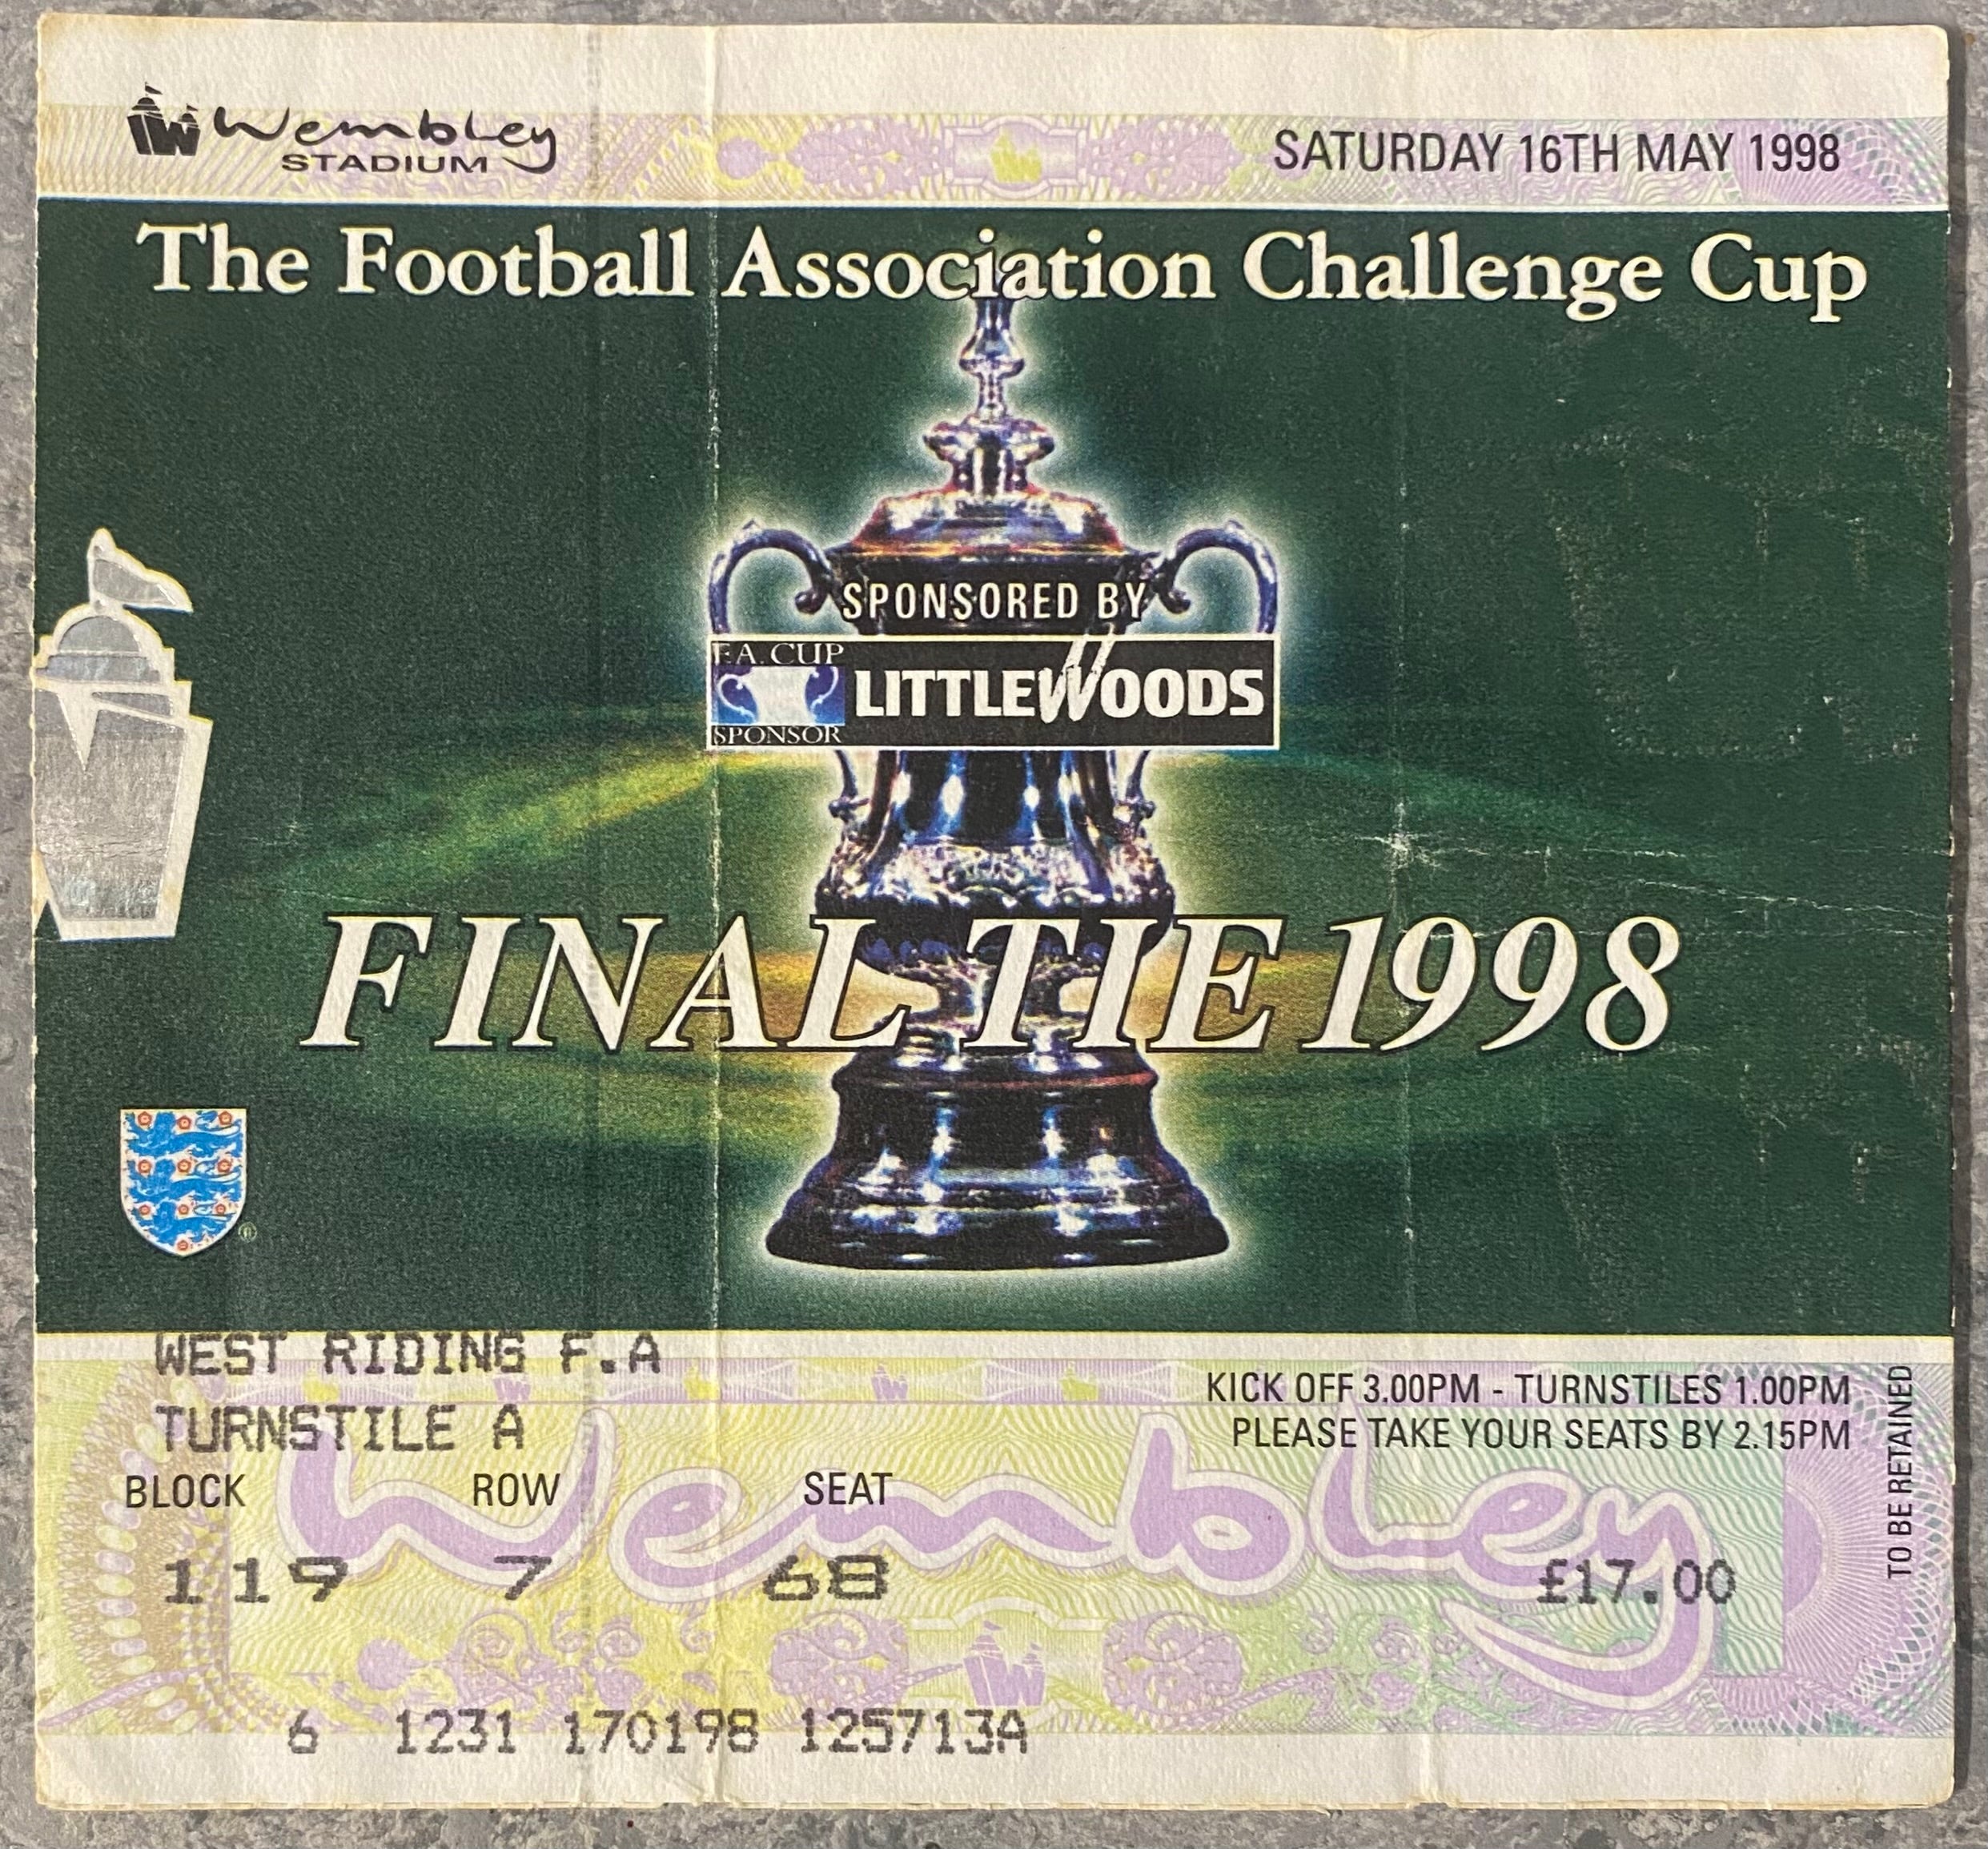 Wembley
STADIUM
SATURDAY 16TH MAY 1998
The Football Association Challenge Cup
SPONSORED BY
F.A. CUP
SPONSOR
LITTLEWOODS
FINAL TIE 1998
WEST RIDING F.A
TURNSTILE A
KICK OFF 3.00PM - TURNSTILES 1.00PM
PLEASE TAKE YOUR SEATS BY 2.15PM
BLOCK ROW SEAT
119 7 68
£17.00
Wembley
TO BE RETAINED
6 1231 170198 125713A